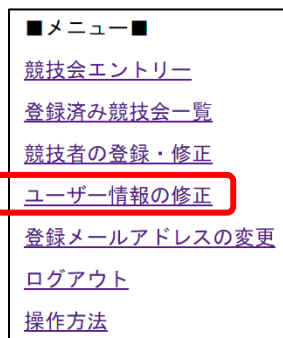 ■メニュー■
競技会エントリー
登録済み競技会一覧
競技者の登録・修正
ユーザー情報の修正
登録メールアドレスの変更
ログアウト
操作方法